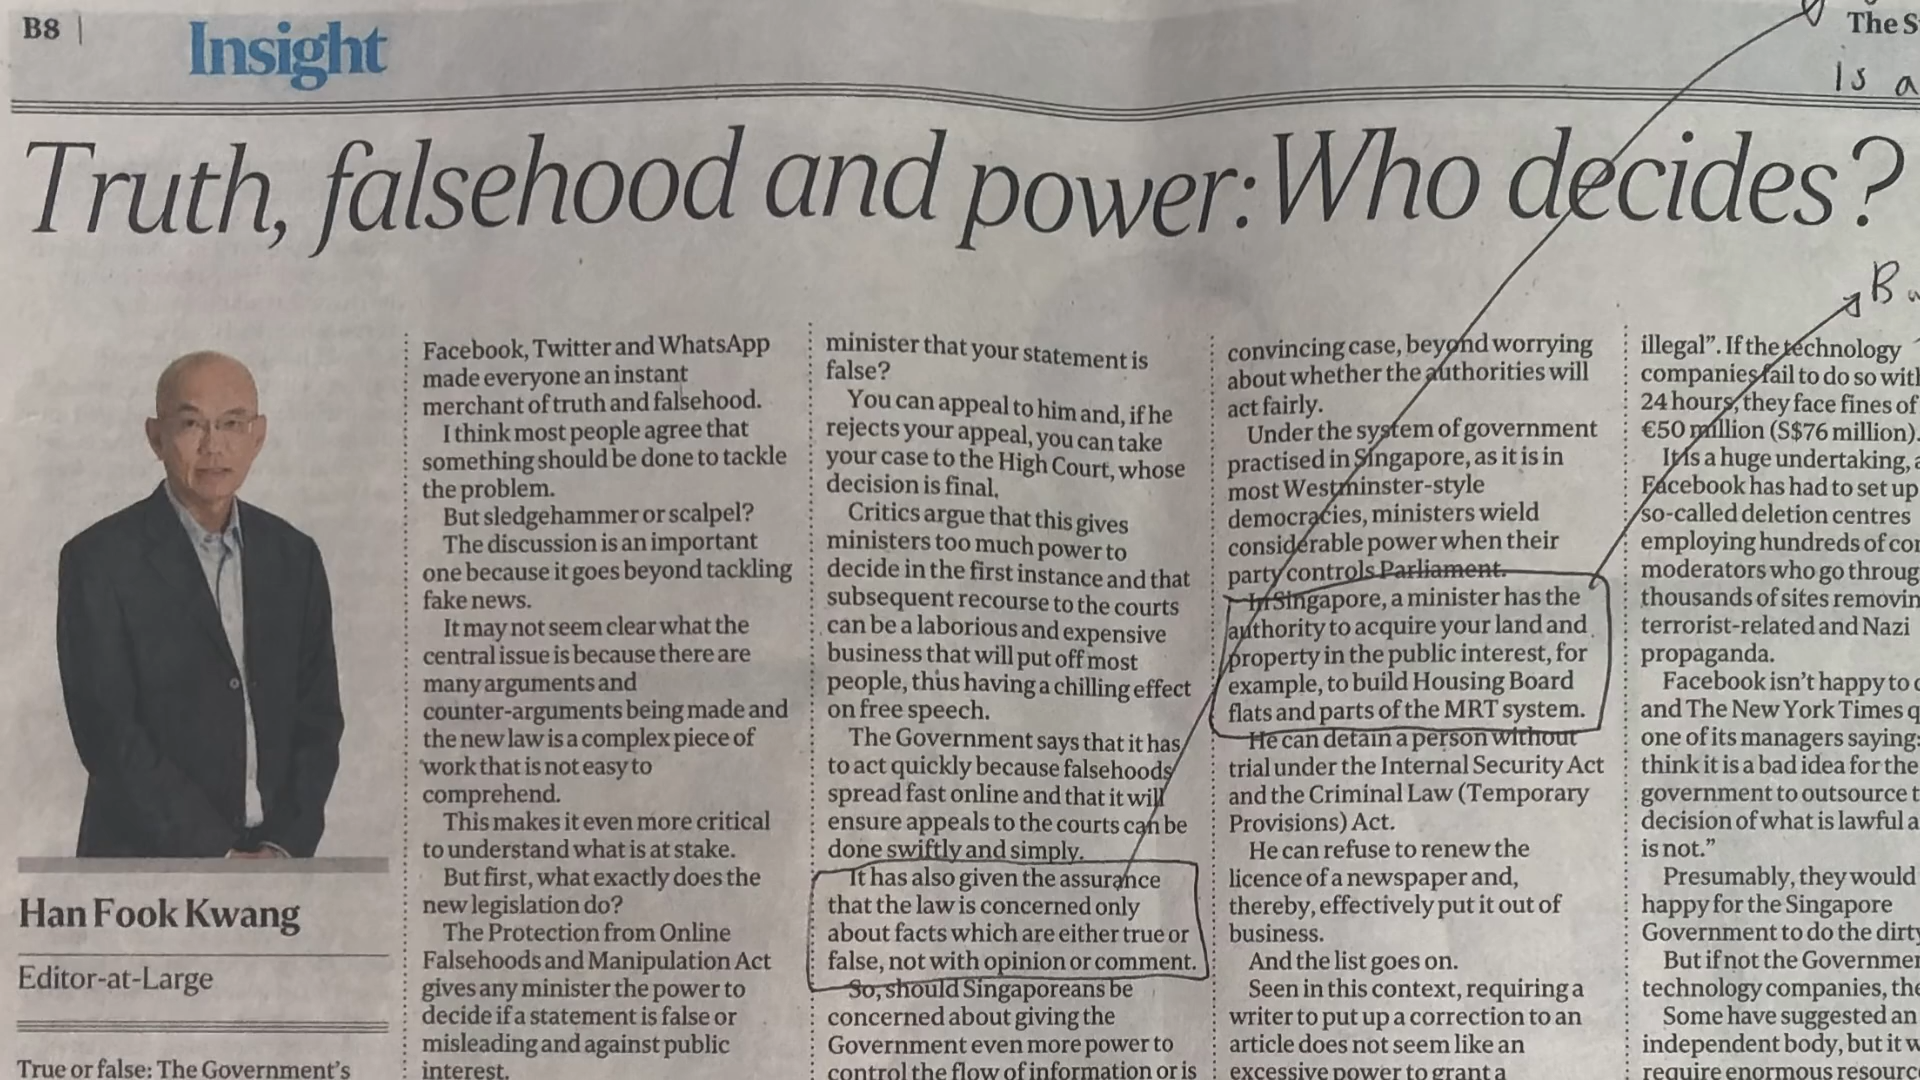 B8 |
Insight
The S
Is a
Truth, falsehood and power: Who decides?
B
Han Fook Kwang
Editor-at-Large
True or false: The Government's
Facebook, Twitter and WhatsApp
made everyone an instant
merchant of truth and falsehood.
I think most people agree that
something should be done to tackle
the problem.
But sledgehammer or scalpel?
The discussion is an important
one because it goes beyond tackling
fake news.
It may not seem clear what the
central issue is because there are
many arguments and
counter-arguments being made and
the new law is a complex piece of
work that is not easy to
comprehend.
This makes it even more critical
to understand what is at stake.
But first, what exactly does the
new legislation do?
The Protection from Online
Falsehoods and Manipulation Act
gives any minister the power to
decide if a statement is false or
misleading and against public
interest.
minister that your statement is
false?
You can appeal to him and, if he
rejects your appeal, you can take
your case to the High Court, whose
decision is final.
Critics argue that this gives
ministers too much power to
decide in the first instance and that
subsequent recourse to the courts
can be a laborious and expensive
business that will put off most
people, thus having a chilling effect
on free speech.
The Government says that it has
to act quickly because falsehoods
spread fast online and that it will
ensure appeals to the courts can be
done swiftly and simply.
It has also given the assurance
that the law is concerned only
about facts which are either true or
false, not with opinion or comment.
So, should Singaporeans be
concerned about giving the
Government even more power to
control the flow of information or is
convincing case, beyond worrying
about whether the authorities will
act fairly.
Under the system of government
practised in Singapore, as it is in
most Westminster-style
democracies, ministers wield
considerable power when their
party controls Parliament.
In Singapore, a minister has the
authority to acquire your land and
property in the public interest, for
example, to build Housing Board
flats and parts of the MRT system.
He can detain a person without
trial under the Internal Security Act
and the Criminal Law (Temporary
Provisions) Act.
He can refuse to renew the
licence of a newspaper and,
thereby, effectively put it out of
business.
And the list goes on.
Seen in this context, requiring a
writer to put up a correction to an
article does not seem like an
excessive power to grant a
illegal". If the technology
companies fail to do so with
24 hours, they face fines of
€50 million (S$76 million).
It is a huge undertaking, a
Facebook has had to set up
so-called deletion centres
employing hundreds of con
moderators who go throug
thousands of sites removin
terrorist-related and Nazi
propaganda.
Facebook isn't happy to
and The New York Times q
one of its managers saying:
think it is a bad idea for the
government to outsource t
decision of what is lawful a
is not."
Presumably, they would
happy for the Singapore
Government to do the dirty
But if not the Governmen
technology companies, the
Some have suggested an
independent body, but it w
require enormous resourc